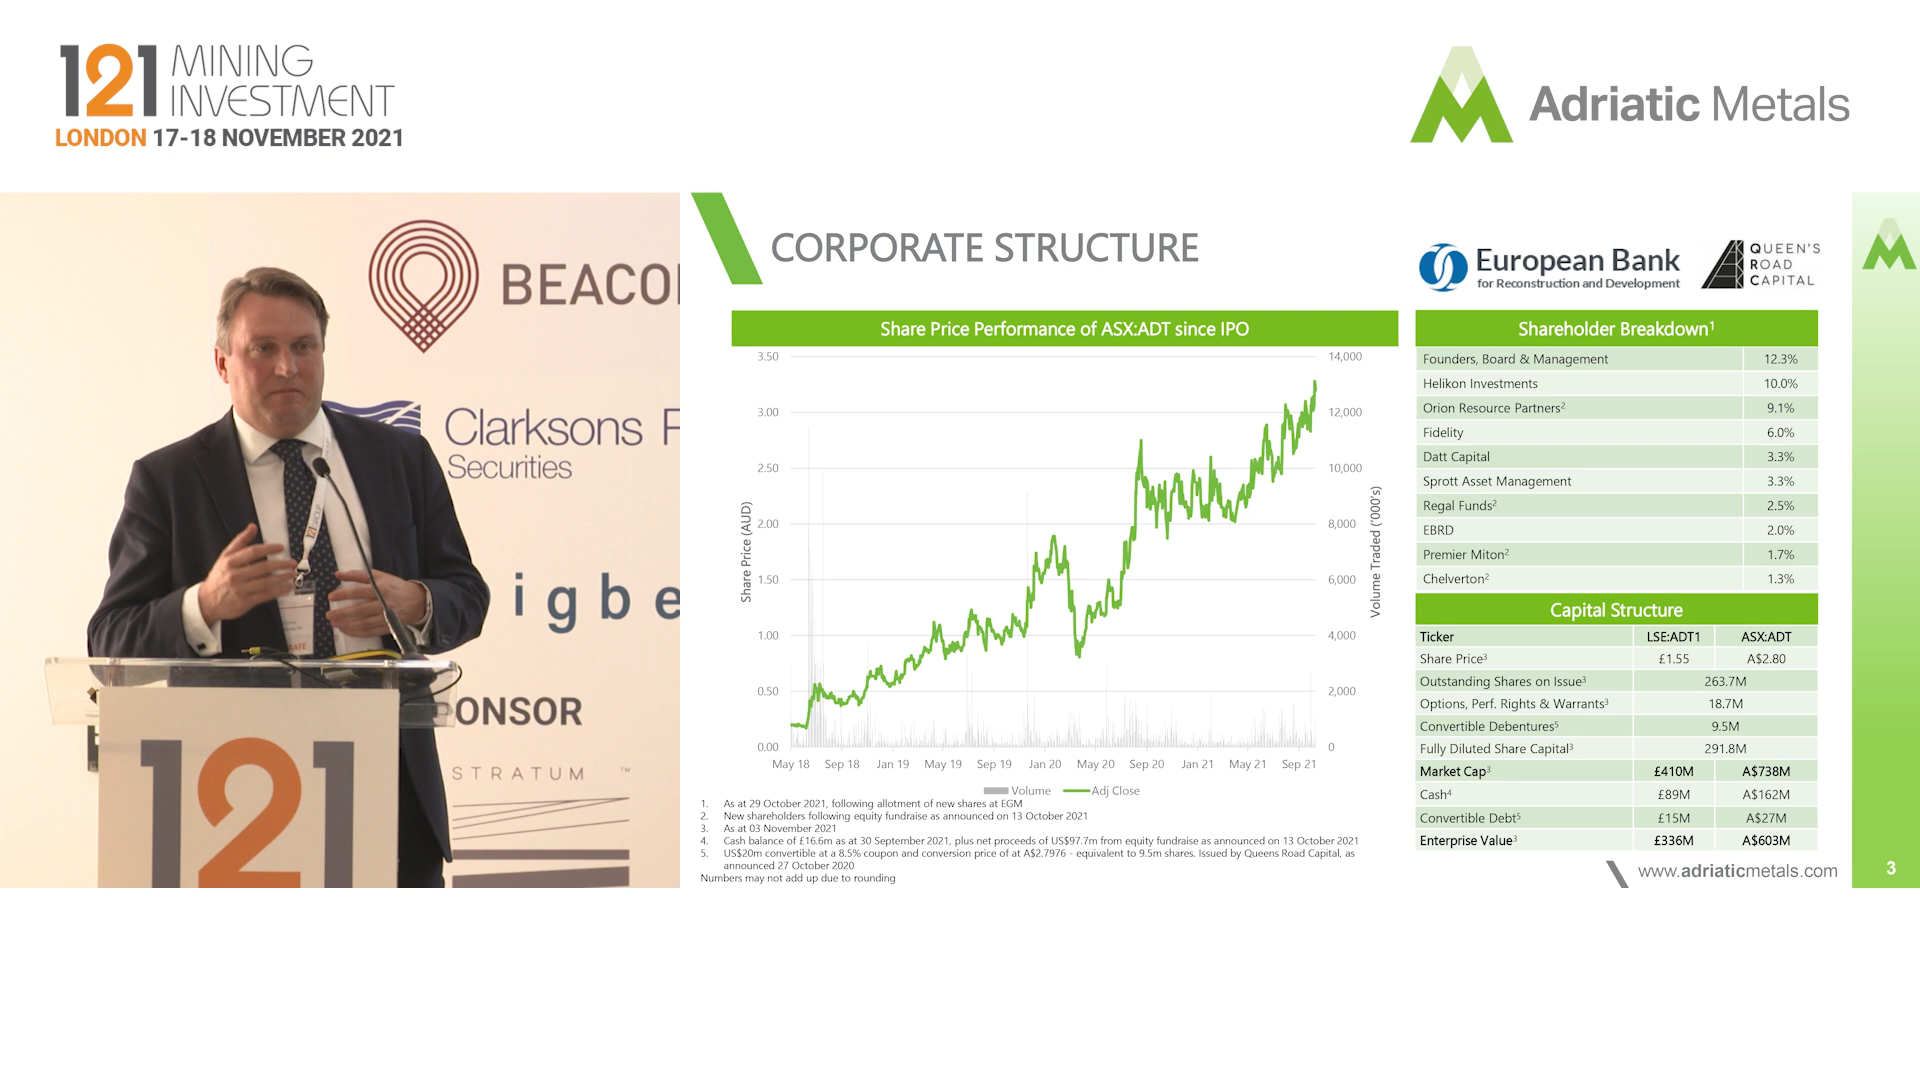 121 MINING
INVESTMENT
LONDON 17-18 NOVEMBER 2021
Adriatic Metals
BEACO
Clarksons P
Securities
igbe
ONSOR
STRATUM ™
121
CORPORATE STRUCTURE
European Bank
for Reconstruction and Development
QUEEN'S
ROAD
CAPITAL
Share Price Performance of ASX:ADT since IPO
Share Price (AUD)
3.50
3.00
2.50
2.00
1.50
1.00
0.50
0.00
14,000
12,000
10,000
8,000
6,000
4,000
2,000
0
Volume Traded ('000's)
May 18 Sep 18 Jan 19 May 19 Sep 19 Jan 20 May 20 Sep 20 Jan 21 May 21 Sep 21
Volume Adj Close
1. As at 29 October 2021, following allotment of new shares at EGM
2. New shareholders following equity fundraise as announced on 13 October 2021
3. As at 03 November 2021
4. Cash balance of £16.6m as at 30 September 2021, plus net proceeds of US$97.7m from equity fundraise as announced on 13 October 2021
5. US$20m convertible at a 8.5% coupon and conversion price of at A$2.7976 - equivalent to 9.5m shares. Issued by Queens Road Capital, as
announced 27 October 2020
Numbers may not add up due to rounding
Shareholder Breakdown1
Founders, Board & Management 12.3%
Helikon Investments 10.0%
Orion Resource Partners2 9.1%
Fidelity 6.0%
Datt Capital 3.3%
Sprott Asset Management 3.3%
Regal Funds2 2.5%
EBRD 2.0%
Premier Miton2 1.7%
Chelverton2 1.3%
Capital Structure
Ticker LSE:ADT1 ASX:ADT
Share Price3 £1.55 A$2.80
Outstanding Shares on Issue3 263.7M
Options, Perf. Rights & Warrants3 18.7M
Convertible Debentures5 9.5M
Fully Diluted Share Capital3 291.8M
Market Cap3 £410M A$738M
Cash4 £89M A$162M
Convertible Debt5 £15M A$27M
Enterprise Value3 £336M A$603M
www.adriaticmetals.com
3